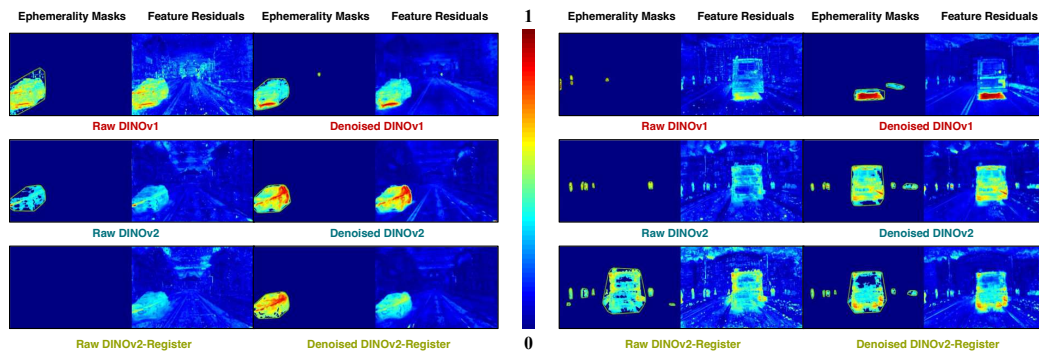 Ephemerality Masks Feature Residuals Ephemerality Masks Feature Residuals
1
Ephemerality Masks Feature Residuals Ephemerality Masks Feature Residuals
Raw DINOv1 Denoised DINOv1
Raw DINOv1 Denoised DINOv1
Raw DINOv2 Denoised DINOv2
Raw DINOv2 Denoised DINOv2
Raw DINOv2-Register Denoised DINOv2-Register
0
Raw DINOv2-Register Denoised DINOv2-Register